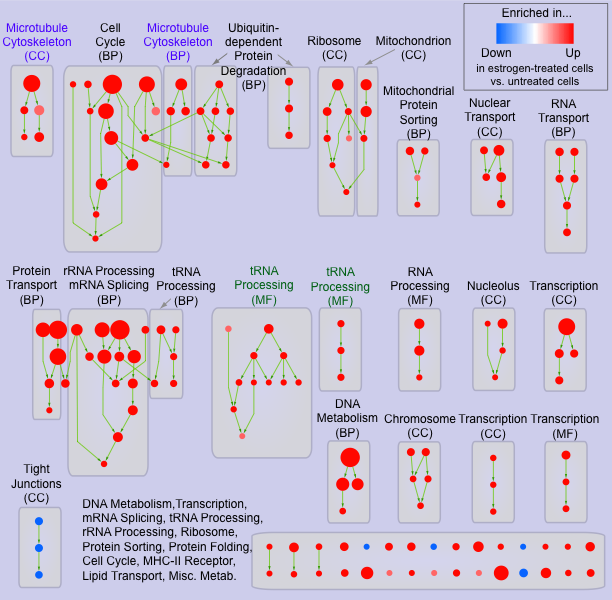 Enriched in...
Down Up
in estrogen-treated cells
vs. untreated cells
Microtubule
Cytoskeleton
(CC)
Cell
Cycle
(BP)
Microtubule
Cytoskeleton
(BP)
Ubiquitin-
dependent
Protein
Degradation
(BP)
Ribosome
(CC)
Mitochondrion
(CC)
Mitochondrial
Protein
Sorting
(BP)
Nuclear
Transport
(CC)
RNA
Transport
(BP)
Protein
Transport
(BP)
rRNA Processing
mRNA Splicing
(BP)
tRNA
Processing
(BP)
tRNA
Processing
(MF)
tRNA
Processing
(MF)
RNA
Processing
(MF)
Nucleolus
(CC)
Transcription
(CC)
DNA
Metabolism
(BP)
Chromosome
(CC)
Transcription
(CC)
Transcription
(MF)
Tight
Junctions
(CC)
DNA Metabolism,Transcription,
mRNA Splicing, tRNA Processing,
rRNA Processing, Ribosome,
Protein Sorting, Protein Folding,
Cell Cycle, MHC-II Receptor,
Lipid Transport, Misc. Metab.